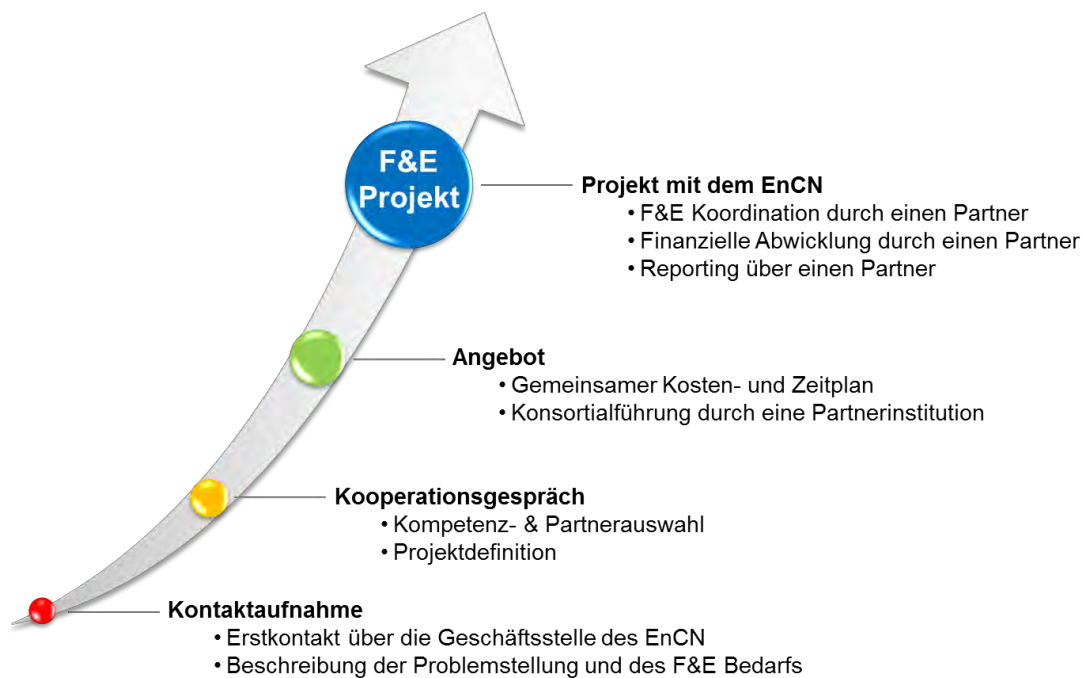 F&E
Projekt
Projekt mit dem EnCN
• F&E Koordination durch einen Partner
• Finanzielle Abwicklung durch einen Partner
• Reporting über einen Partner
Angebot
• Gemeinsamer Kosten- und Zeitplan
• Konsortialführung durch eine Partnerinstitution
Kooperationsgespräch
• Kompetenz- & Partnerauswahl
• Projektdefinition
Kontaktaufnahme
• Erstkontakt über die Geschäftsstelle des EnCN
• Beschreibung der Problemstellung und des F&E Bedarfs